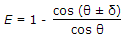 E = 1 - cos (θ ± δ) / cos θ